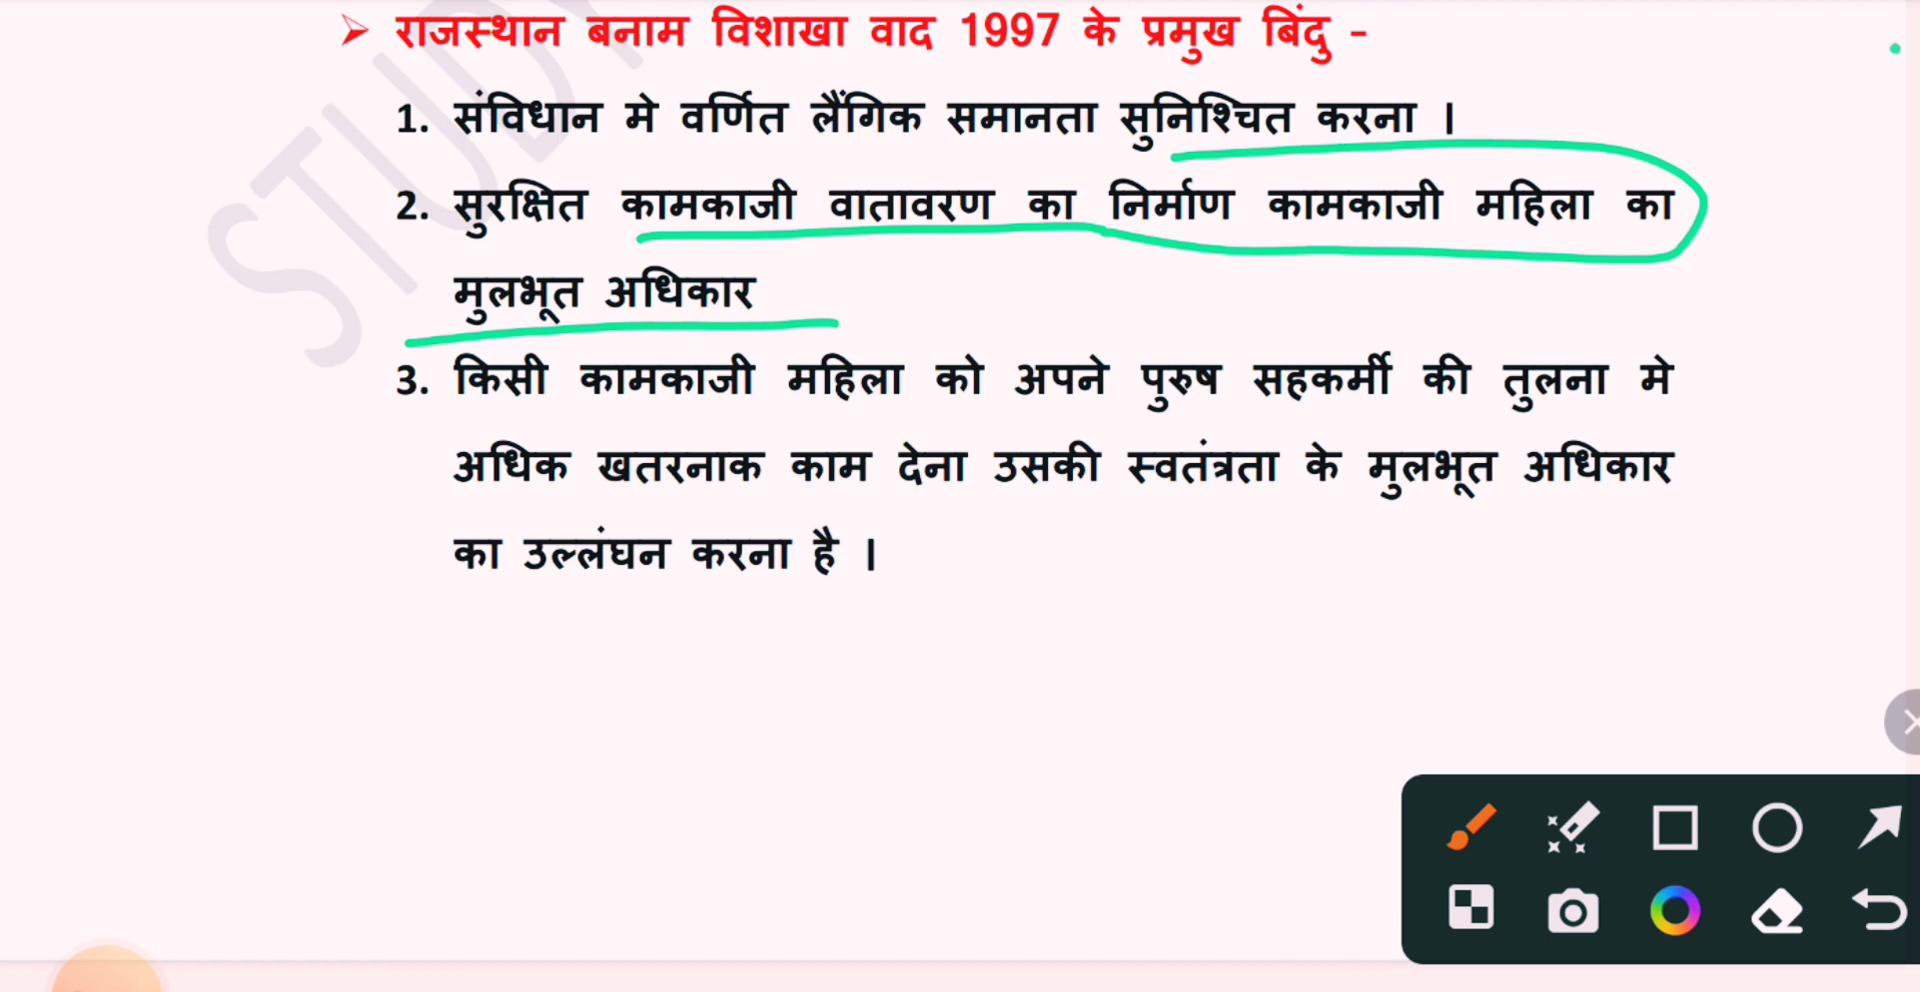 ➤ राजस्थान बनाम विशाखा वाद 1997 के प्रमुख बिंदु -
1. संविधान मे वर्णित लैंगिक समानता सुनिश्चित करना ।
2. सुरक्षित कामकाजी वातावरण का निर्माण कामकाजी महिला का
मुलभूत अधिकार
3. किसी कामकाजी महिला को अपने पुरुष सहकर्मी की तुलना मे
अधिक खतरनाक काम देना उसकी स्वतंत्रता के मुलभूत अधिकार
का उल्लंघन करना है ।
STUDY